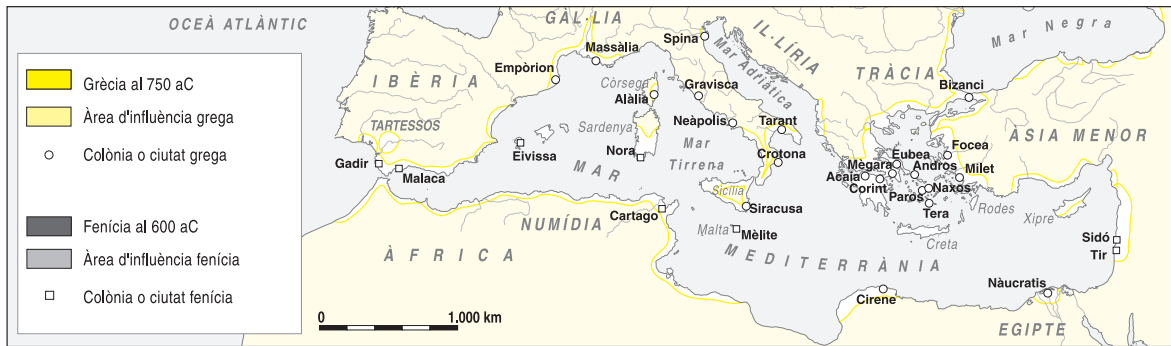 OCEÀ ATLÀNTIC
GÀL·LIA
IL·LÍRIA
Mar Negra
Grècia al 750 aC
Àrea d'influència grega
Colònia o ciutat grega
Fenícia al 600 aC
Àrea d'influència fenícia
Colònia o ciutat fenícia
Massàlia
Spina
Mar Adriàtica
TRÀCIA
Empòrion
IBÈRIA
Còrsega
Alàlia
Gravisca
Bizanci
TARTESSOS
Sardenya
Neàpolis
Tarant
ÀSIA MENOR
Gadir
Malaca
Eivissa
Nora
Mar
Tirrena
Crotona
Eubea
Focea
Mègara
Andros
Milet
Acaia
Corint
Naxos
Paros
Tera
Rodes
Xipre
MAR
Sicília
Siracusa
NUMÍDIA
Cartago
Malta
Mèlite
Creta
Sidó
Tir
ÀFRICA
MEDITERRÀNIA
Nàucratis
Cirene
EGIPTE
0 1.000 km